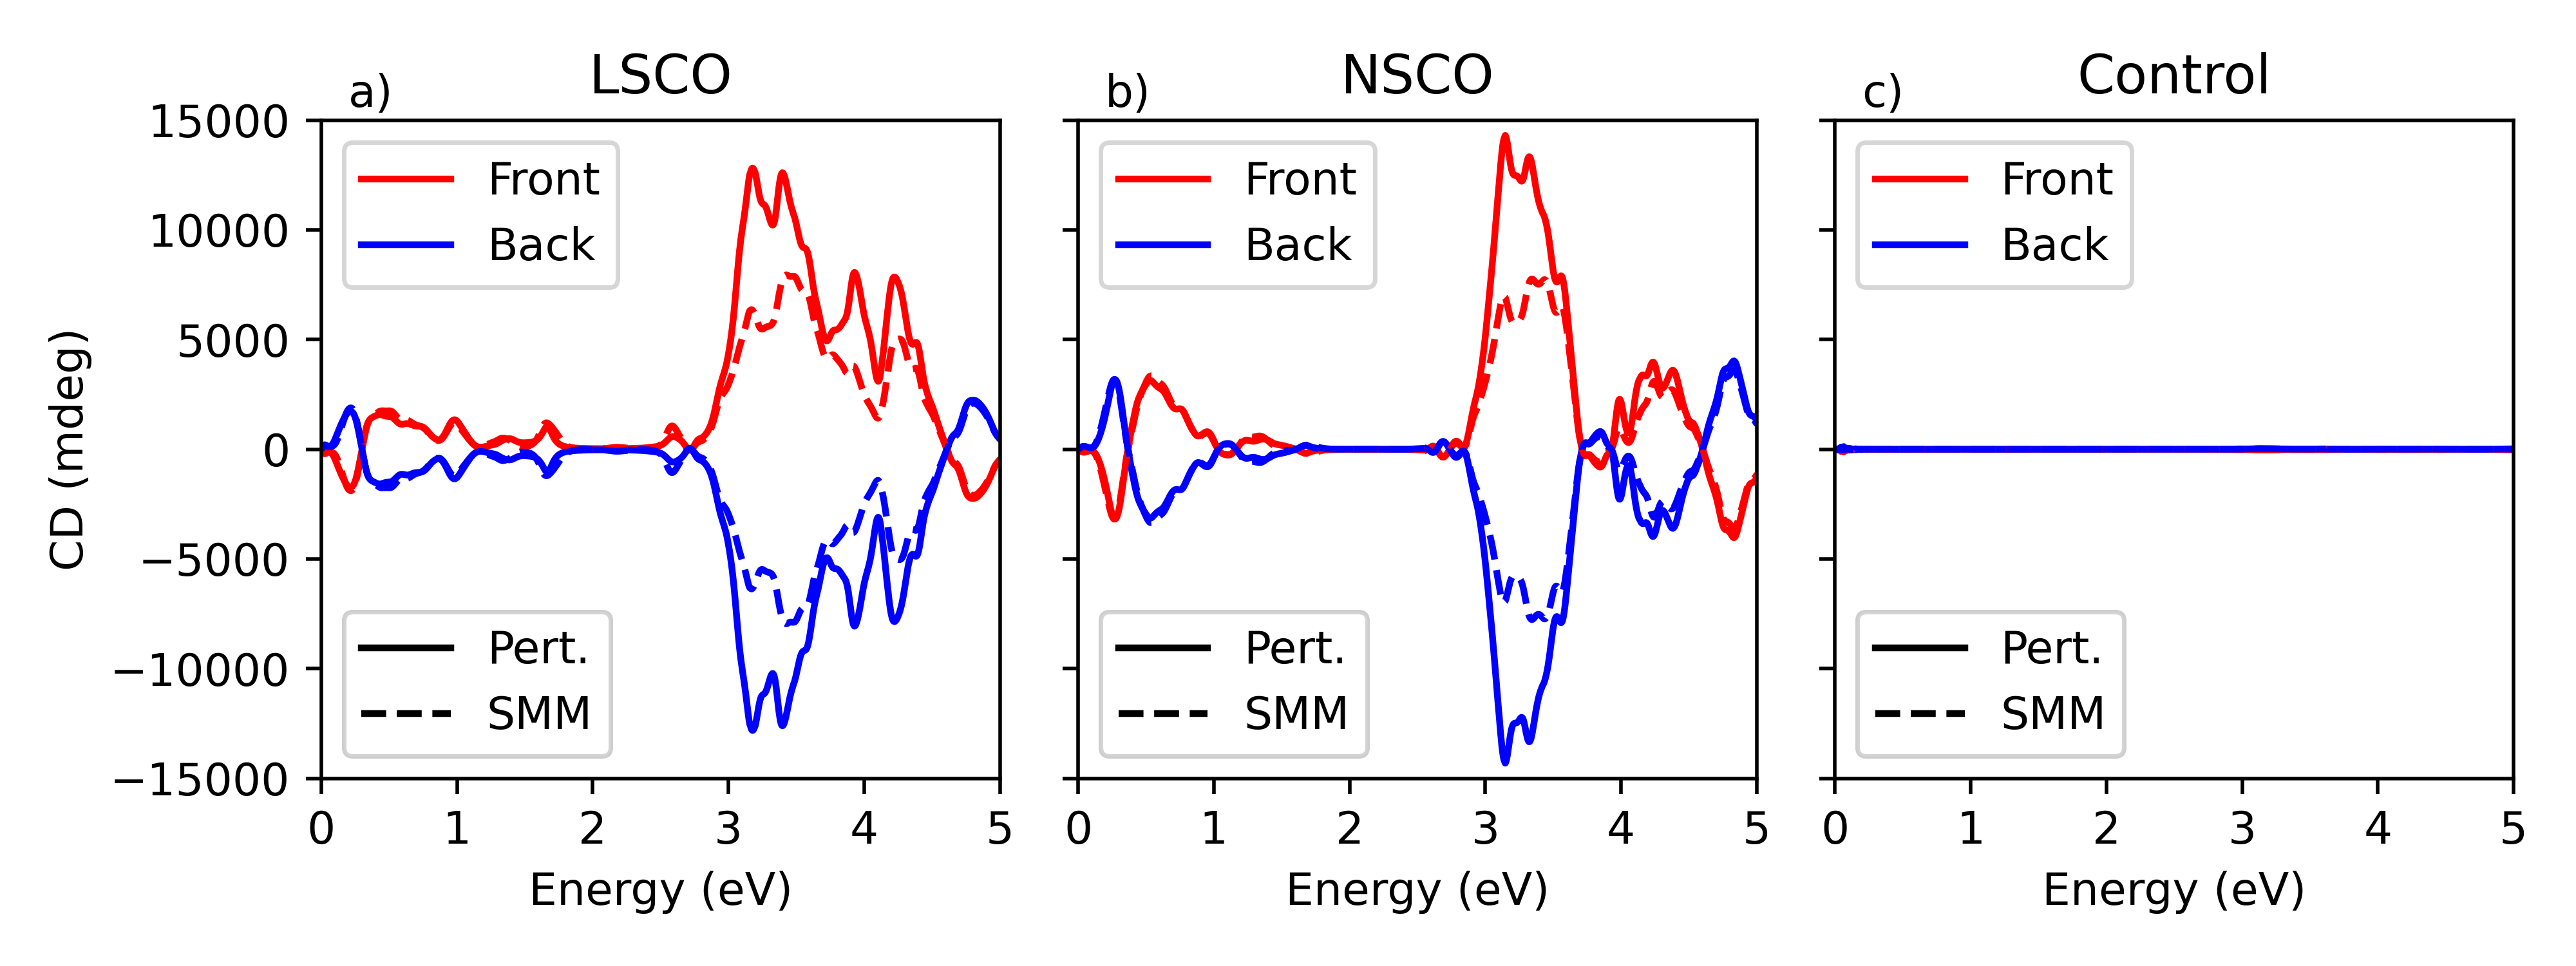 a)
LSCO
b)
NSCO
c)
Control
CD (mdeg)
15000
10000
5000
0
−5000
−10000
−15000
Front
Back
Pert.
SMM
0 1 2 3 4 5
Energy (eV)
Front
Back
Pert.
SMM
0 1 2 3 4 5
Energy (eV)
Front
Back
Pert.
SMM
0 1 2 3 4 5
Energy (eV)